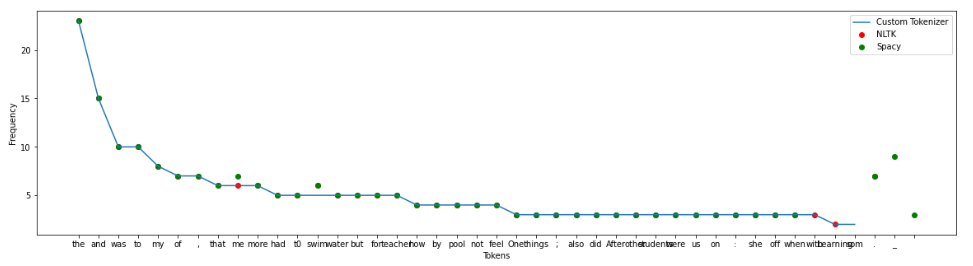 Custom Tokenizer
NLTK
Spacy
Frequency
20
15
10
5
the and was to my of , that me more had t0 swim water but for teacher how by pool not feel One things ; also did After other students were us on : she off when with Learning som . _
Tokens